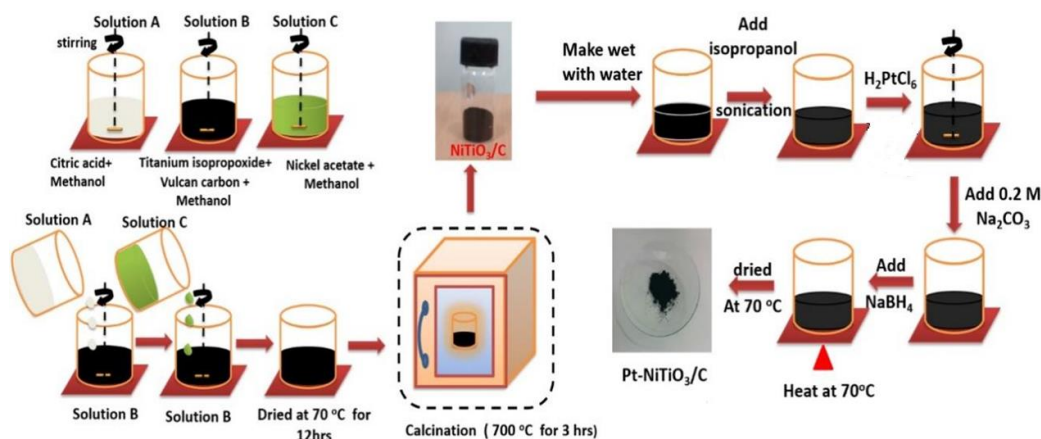 Solution A
Solution B
Solution C
stirring
Citric acid+
Methanol
Titanium isopropoxide+
Vulcan carbon +
Methanol
Nickel acetate +
Methanol
Solution A
Solution C
Solution B
Solution B
Dried at 70 °C for
12hrs
Calcination ( 700 °C for 3 hrs)
NiTiO₃/C
Make wet
with water
Add
isopropanol
sonication
H₂PtCl₆
Add 0.2 M
Na₂CO₃
Add
NaBH₄
Heat at 70°C
dried
At 70 °C
Pt-NiTiO₃/C